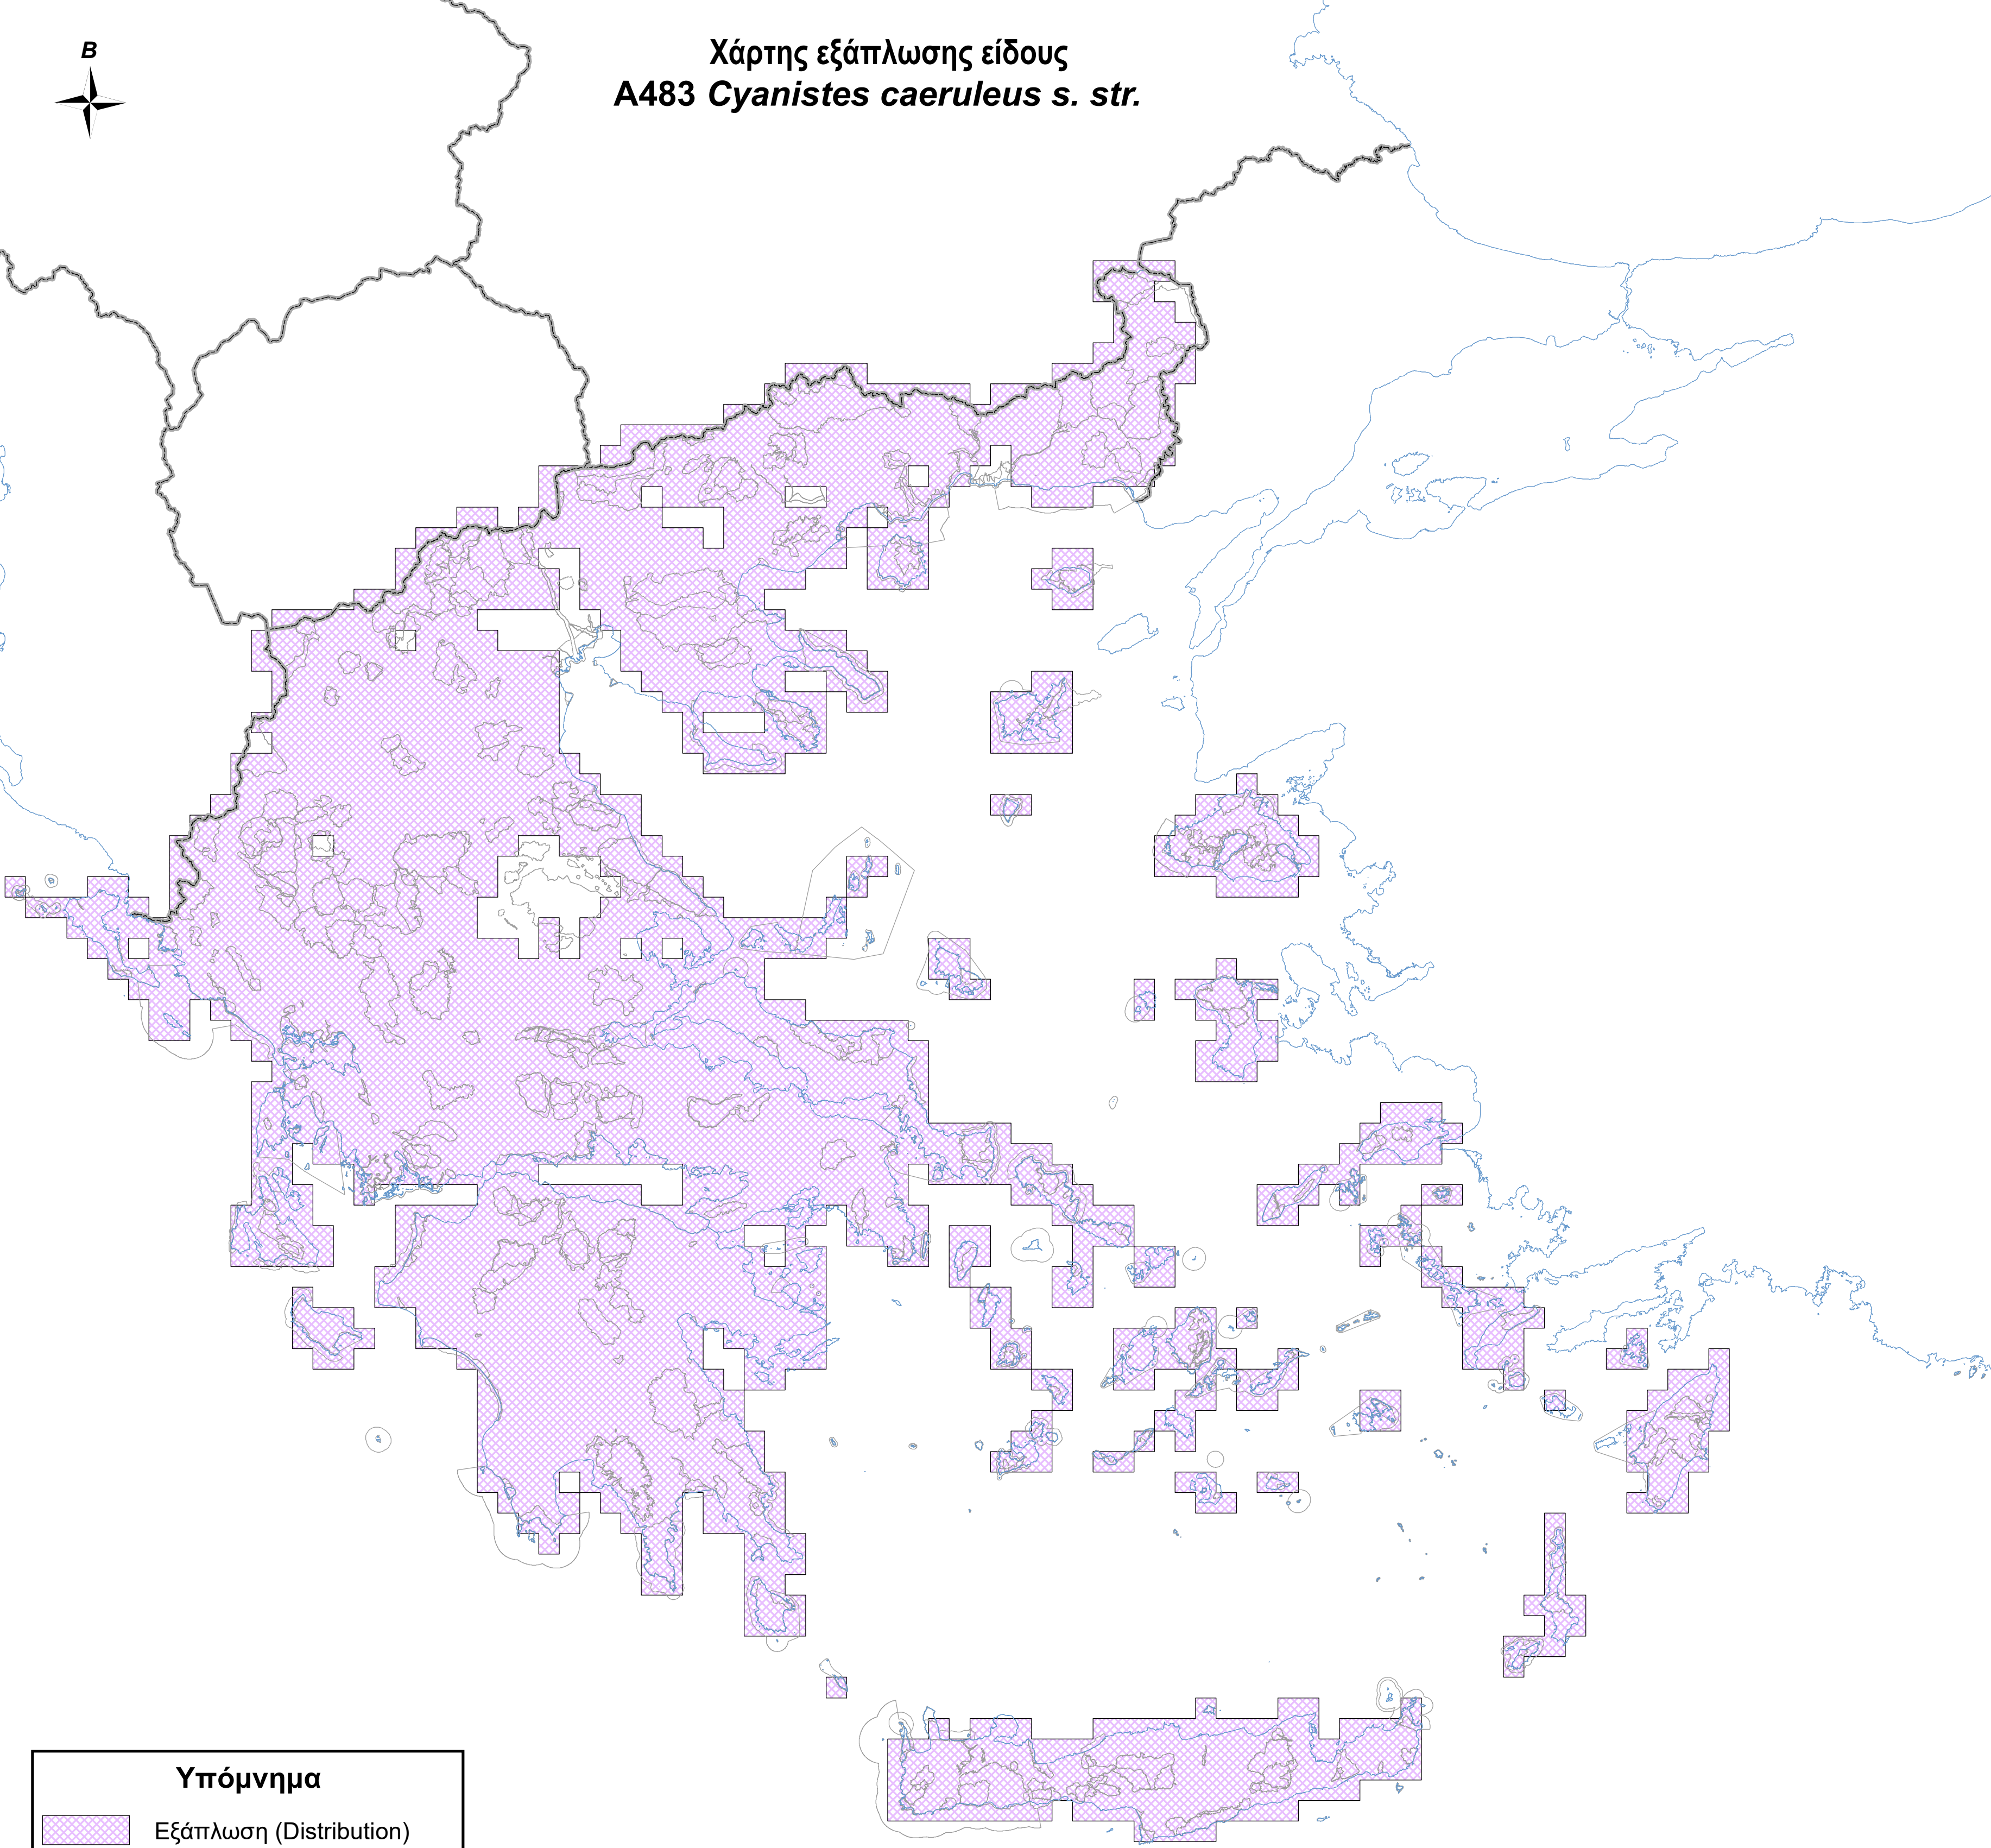 B
Χάρτης εξάπλωσης είδους
A483 Cyanistes caeruleus s. str.
Υπόμνημα
Εξάπλωση (Distribution)